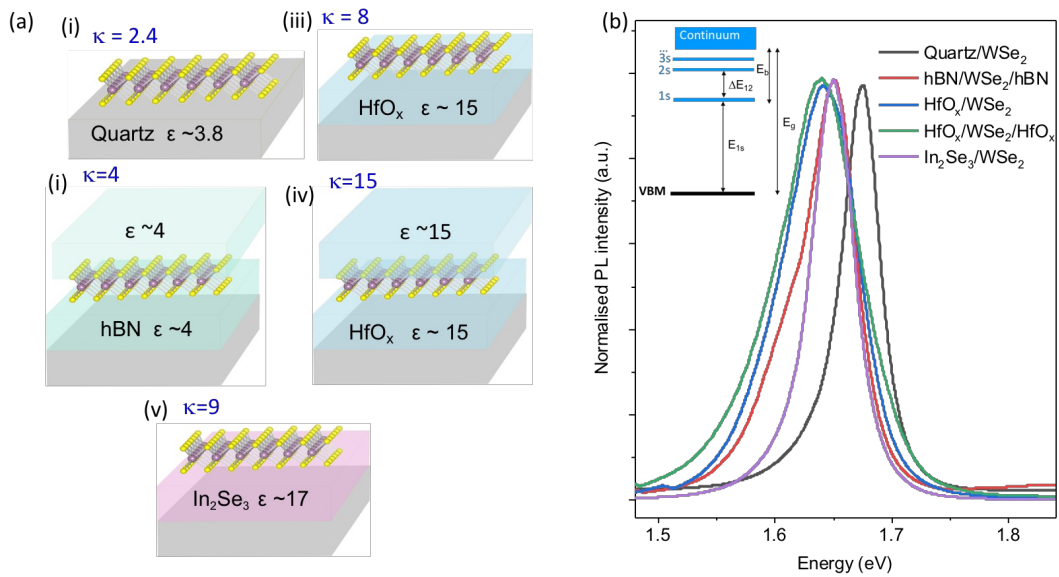 (a)
(i)
κ = 2.4
Quartz ε ~3.8
(iii)
κ = 8
HfOx ε ~ 15
(i)
κ=4
ε ~4
hBN ε ~4
(iv)
κ=15
ε ~15
HfOx ε ~ 15
(v)
κ=9
In2Se3 ε ~17
(b)
Continuum
...
3s
2s
1s
ΔE12
Eb
Eg
E1s
VBM
Quartz/WSe2
hBN/WSe2/hBN
HfOx/WSe2
HfOx/WSe2/HfOx
In2Se3/WSe2
Normalised PL intensity (a.u.)
1.5 1.6 1.7 1.8
Energy (eV)